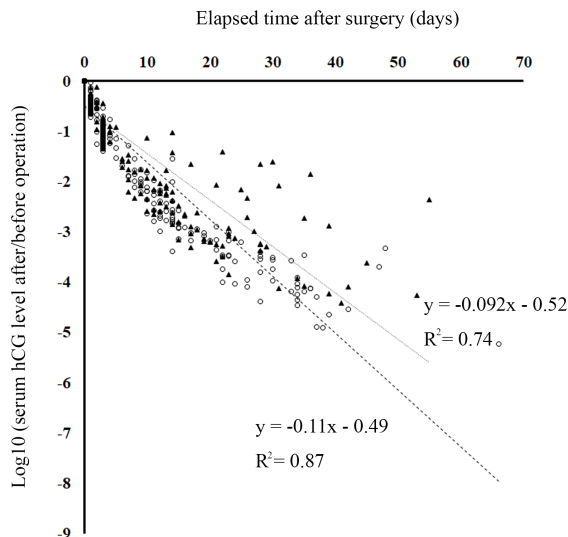 Elapsed time after surgery (days)
0 10 20 30 40 50 60 70
0
-1
-2
-3
-4
-5
-6
-7
-8
-9
Log10 (serum hCG level after/before operation)
y = -0.092x - 0.52
R² = 0.74
y = -0.11x - 0.49
R² = 0.87